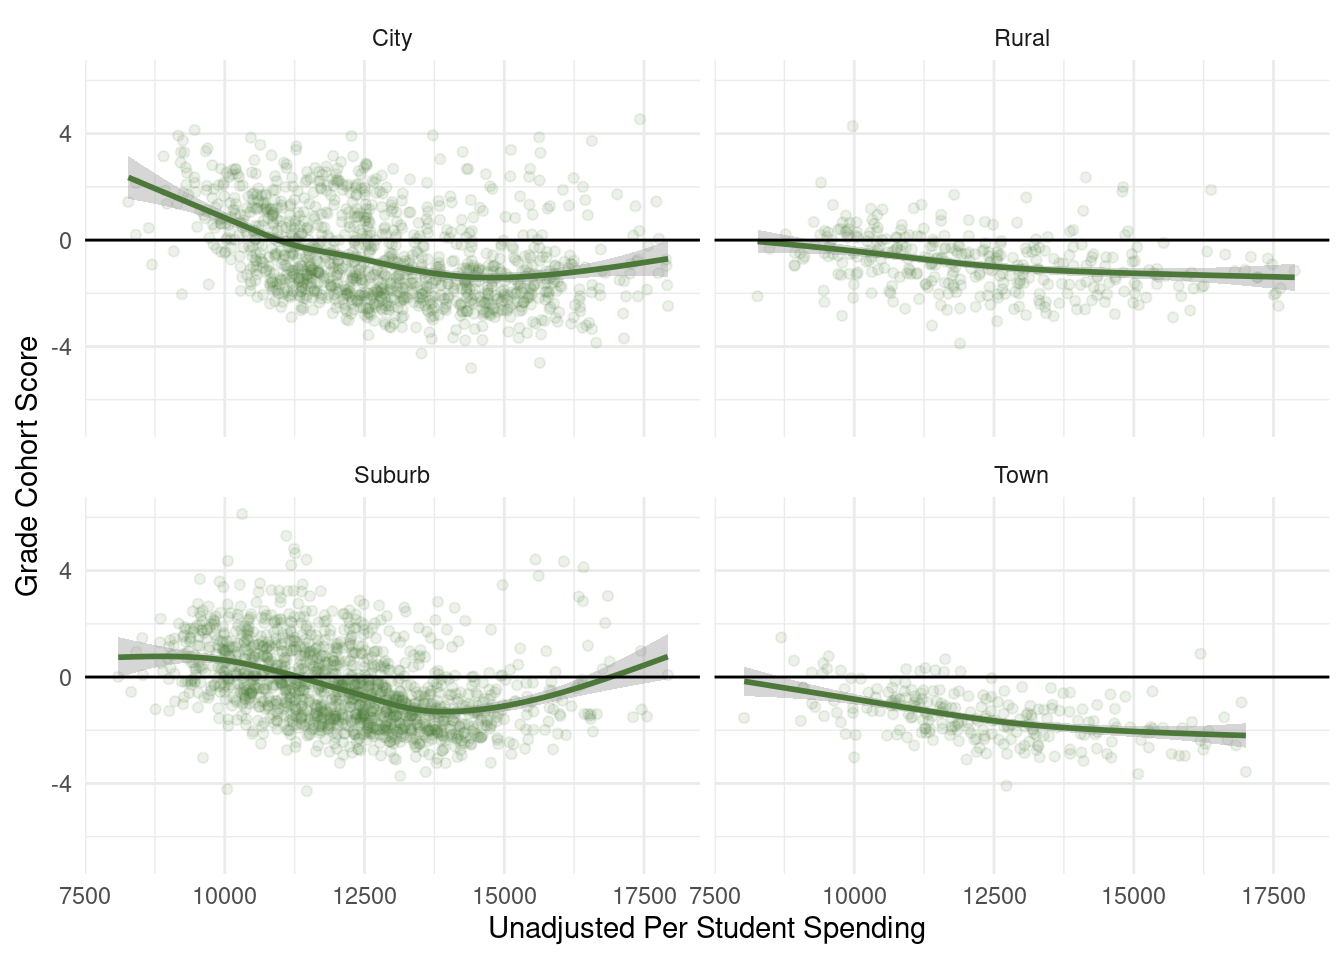 City
Rural
4
0
-4
Grade Cohort Score
Suburb
Town
4
0
-4
7500 10000 12500 15000 17500 7500 10000 12500 15000 17500
Unadjusted Per Student Spending